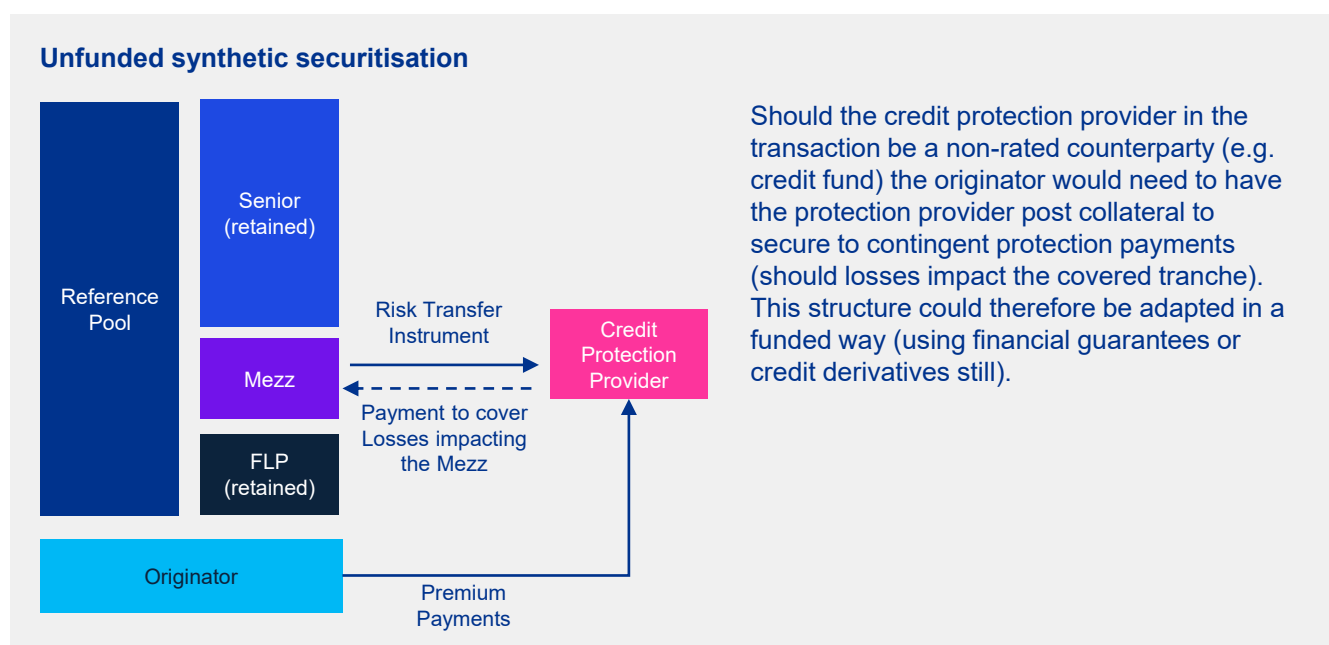 Unfunded synthetic securitisation
Reference
Pool
Senior
(retained)
Mezz
FLP
(retained)
Originator
Risk Transfer
Instrument
Payment to cover
Losses impacting
the Mezz
Credit
Protection
Provider
Premium
Payments
Should the credit protection provider in the
transaction be a non-rated counterparty (e.g.
credit fund) the originator would need to have
the protection provider post collateral to
secure to contingent protection payments
(should losses impact the covered tranche).
This structure could therefore be adapted in a
funded way (using financial guarantees or
credit derivatives still).